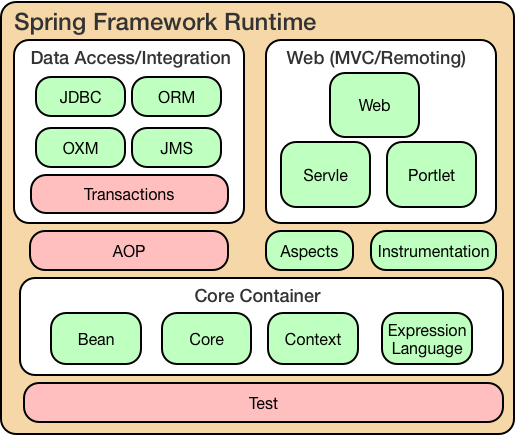 Spring Framework Runtime
Data Access/Integration
JDBC
ORM
OXM
JMS
Transactions
Web (MVC/Remoting)
Web
Servle
Portlet
AOP
Aspects
Instrumentation
Core Container
Bean
Core
Context
Expression
Language
Test